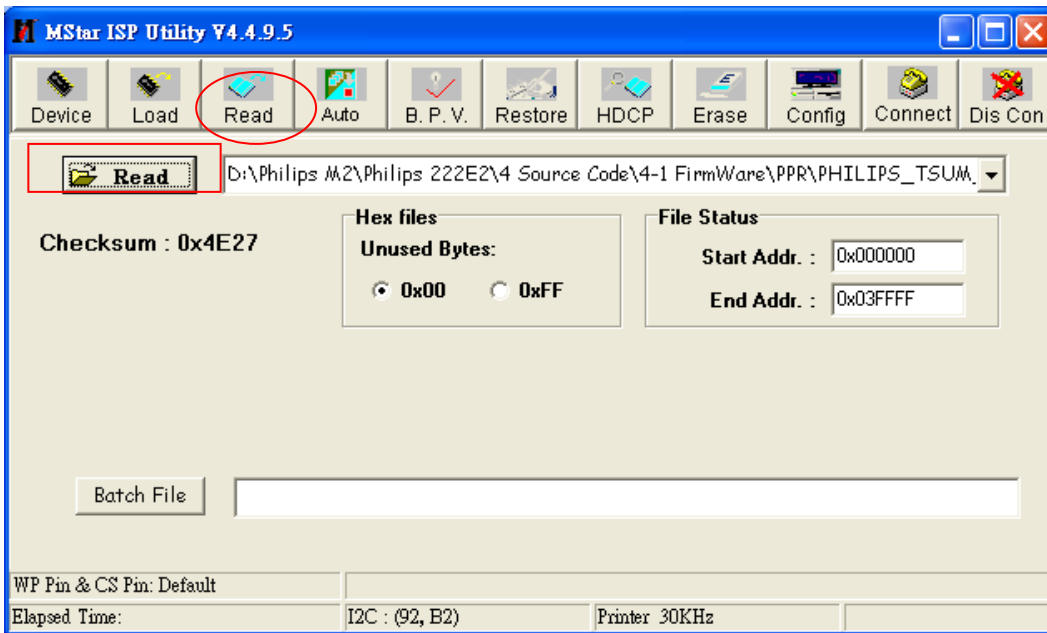 MStar ISP Utility V4.4.9.5
Device Load Read Auto B. P. V. Restore HDCP Erase Config Connect Dis Con
Read D:\Philips M2\Philips 222E2\4 Source Code\4-1 FirmWare\PPR\PHILIPS_TSUM_
Checksum : 0x4E27
Hex files
Unused Bytes:
0x00 0xFF
File Status
Start Addr. : 0x000000
End Addr. : 0x03FFFF
Batch File
WP Pin & CS Pin: Default
Elapsed Time: I2C : (92, B2) Printer 30KHz